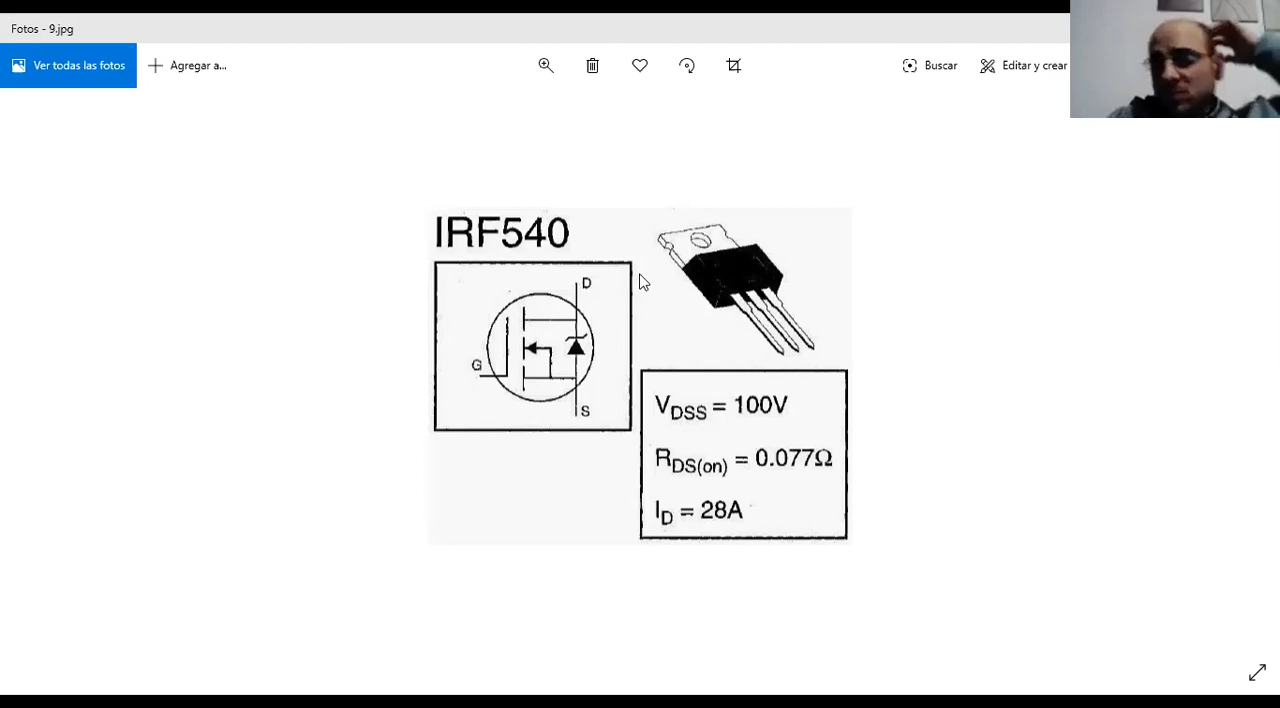 Fotos - 9.jpg
Ver todas las fotos
Agregar a...
Buscar
Editar y crear
IRF540
D
G
S
VDSS = 100V
RDS(on) = 0.077Ω
ID = 28A